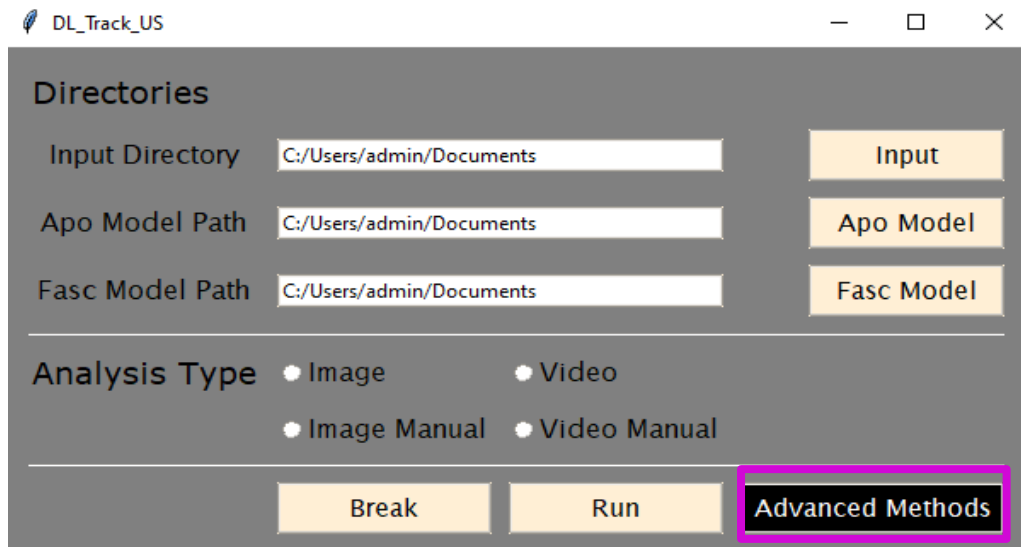 DL_Track_US
Directories
Input Directory C:/Users/admin/Documents Input
Apo Model Path C:/Users/admin/Documents Apo Model
Fasc Model Path C:/Users/admin/Documents Fasc Model
Analysis Type Image Video
Image Manual Video Manual
Break Run Advanced Methods